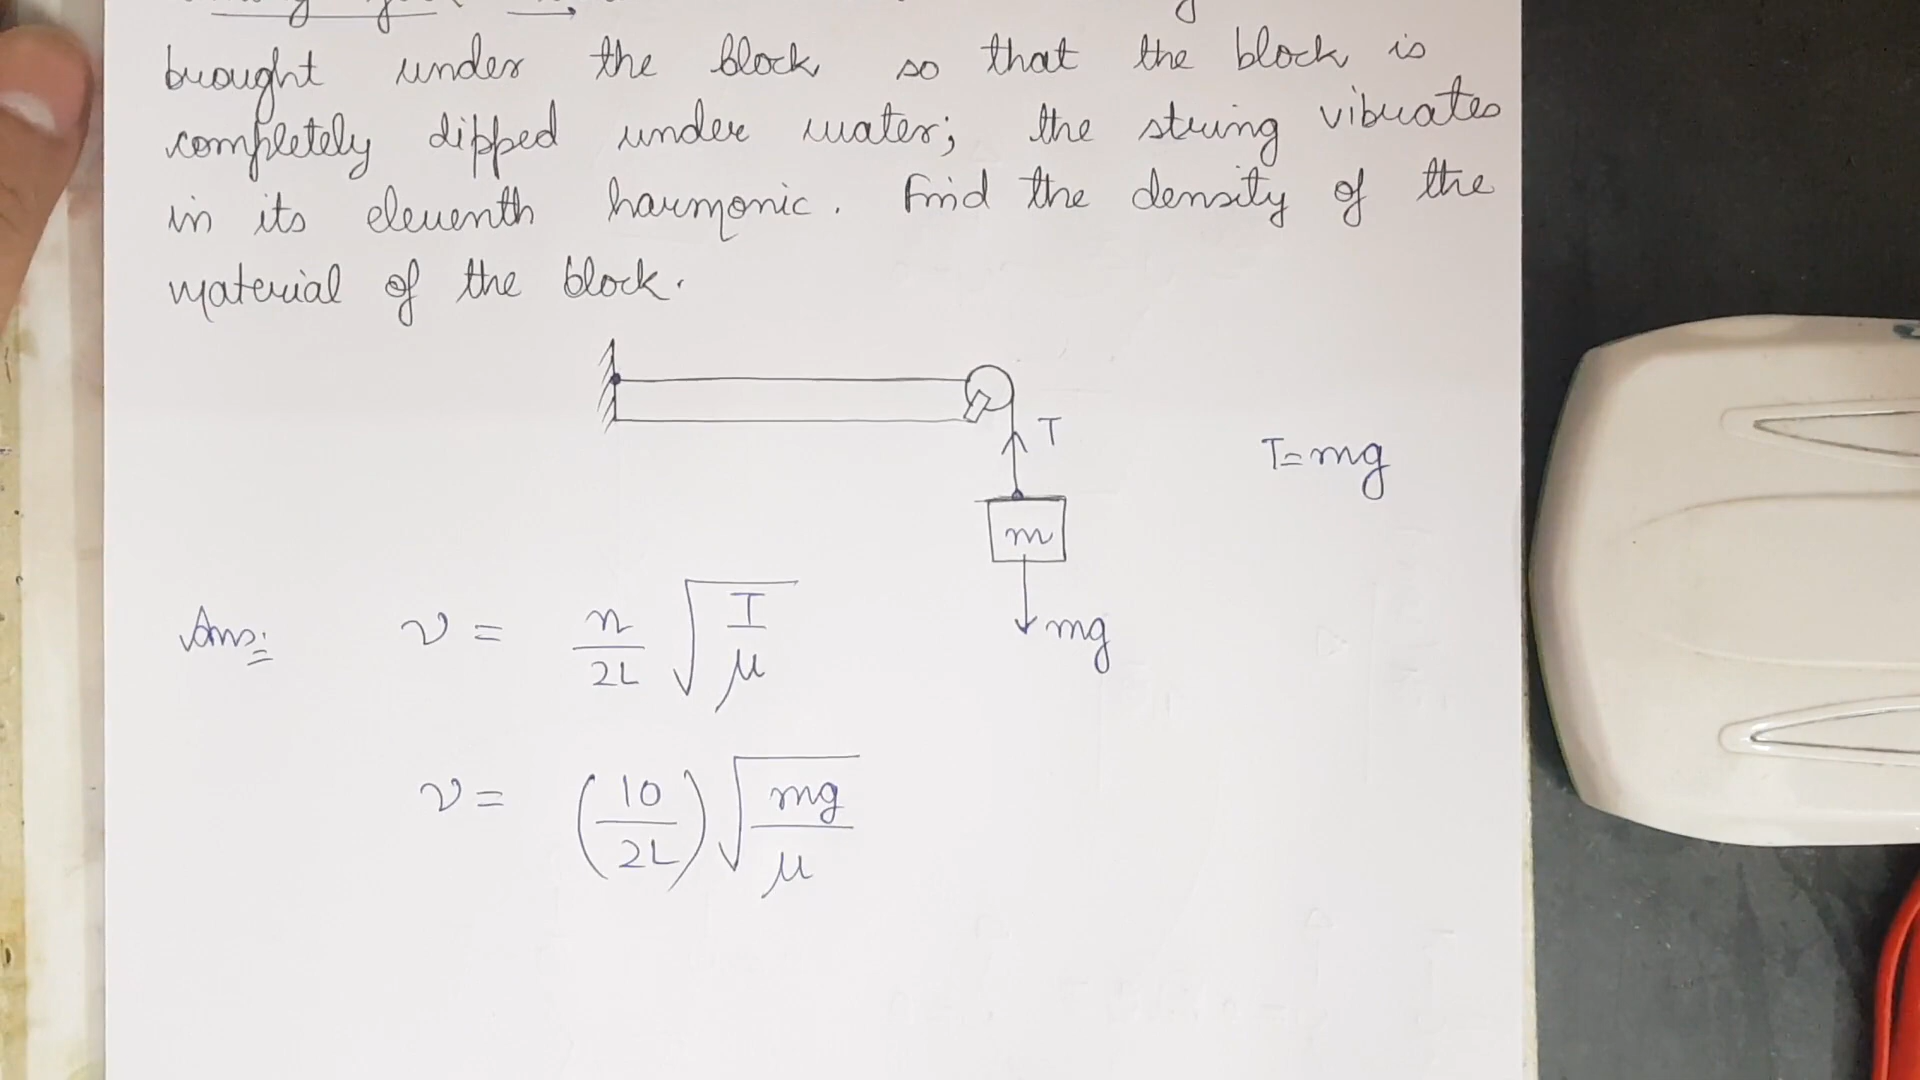 brought under the block so that the block is
completely dipped under water; the string vibrates
in its eleventh harmonic. Find the density of the
material of the block.
T
T=mg
m
mg
Ans: ν = n/2L √(T/μ)
ν = (10/2L) √(mg/μ)